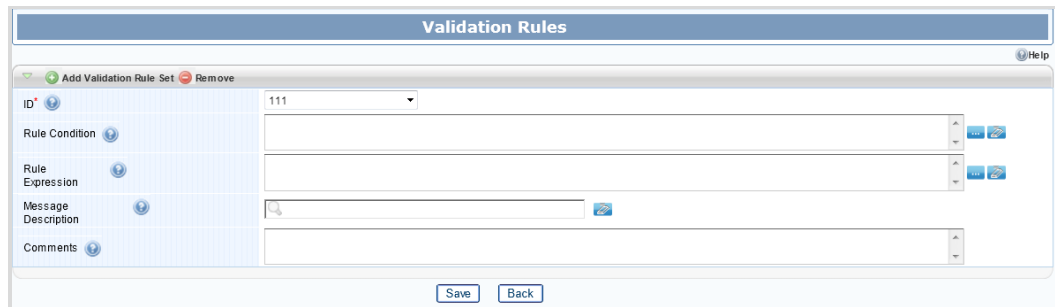 Validation Rules
Help
Add Validation Rule Set Remove
ID* 111
Rule Condition
Rule
Expression
Message
Description
Comments
Save Back